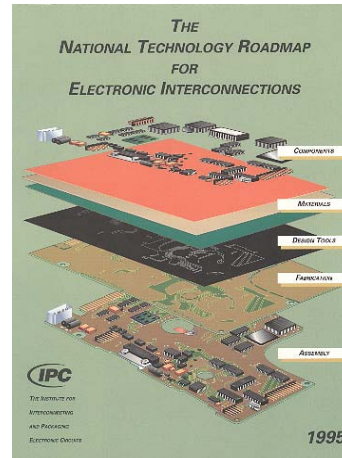 THE
NATIONAL TECHNOLOGY ROADMAP
FOR
ELECTRONIC INTERCONNECTIONS
COMPONENTS
MATERIALS
DESIGN TOOLS
FABRICATION
ASSEMBLY
IPC
THE INSTITUTE FOR
INTERCONNECTING
AND PACKAGING
ELECTRONIC CIRCUITS
1995